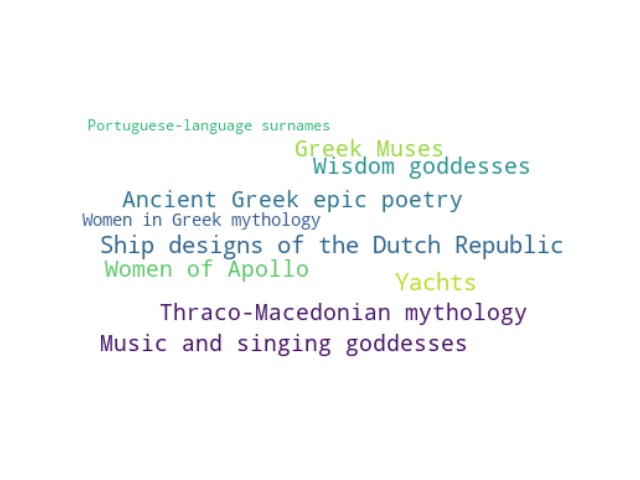 Portuguese-language surnames
Greek Muses
Wisdom goddesses
Ancient Greek epic poetry
Women in Greek mythology
Ship designs of the Dutch Republic
Women of Apollo
Yachts
Thraco-Macedonian mythology
Music and singing goddesses